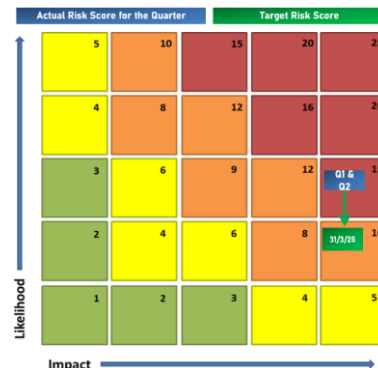 Actual Risk Score for the Quarter Target Risk Score
5 10 15 20
4 8 12 16
3 6 9 12
Q1 &
Q2
2 4 6 8 10
31/3/25
1 2 3 4 5
Likelihood
Impact